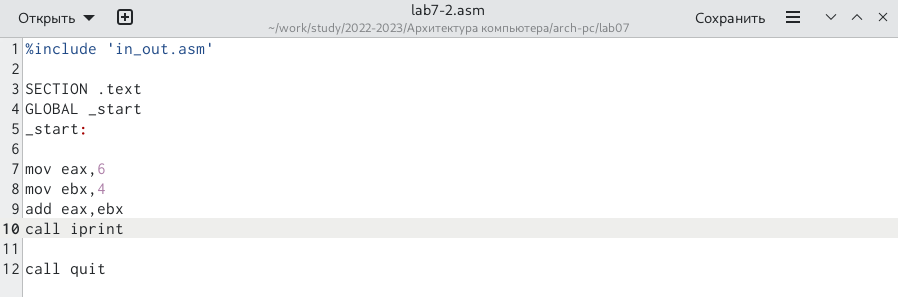 Открыть
lab7-2.asm
~/work/study/2022-2023/Архитектура компьютера/arch-pc/lab07
Сохранить
1 %include 'in_out.asm'
2
3 SECTION .text
4 GLOBAL _start
5 _start:
6
7 mov eax,6
8 mov ebx,4
9 add eax,ebx
10 call iprint
11
12 call quit